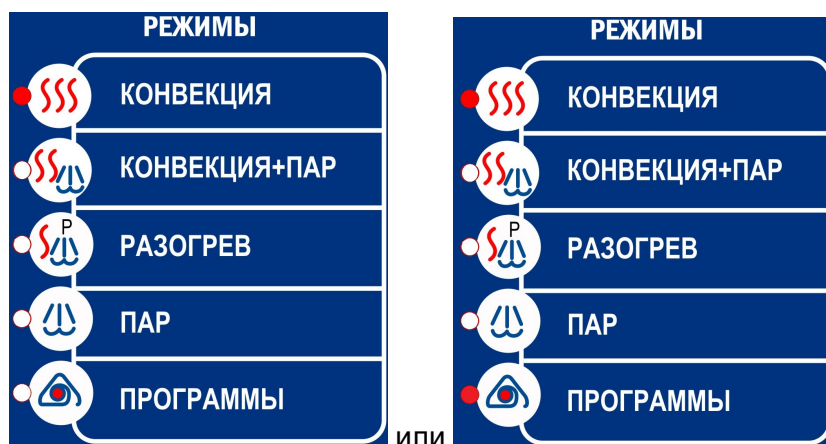 РЕЖИМЫ
КОНВЕКЦИЯ
КОНВЕКЦИЯ+ПАР
P
РАЗОГРЕВ
ПАР
ПРОГРАММЫ
или
РЕЖИМЫ
КОНВЕКЦИЯ
КОНВЕКЦИЯ+ПАР
P
РАЗОГРЕВ
ПАР
ПРОГРАММЫ